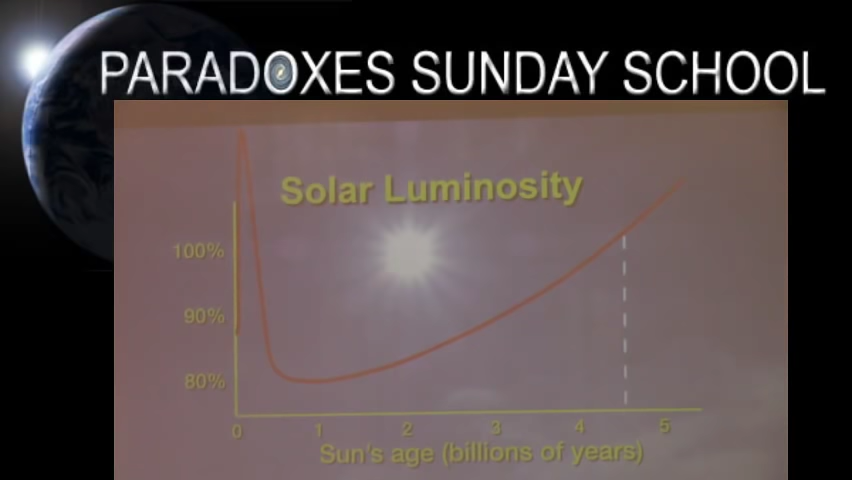 PARADOXES SUNDAY SCHOOL
Solar Luminosity
100%
90%
80%
0 1 2 3 4 5
Sun's age (billions of years)